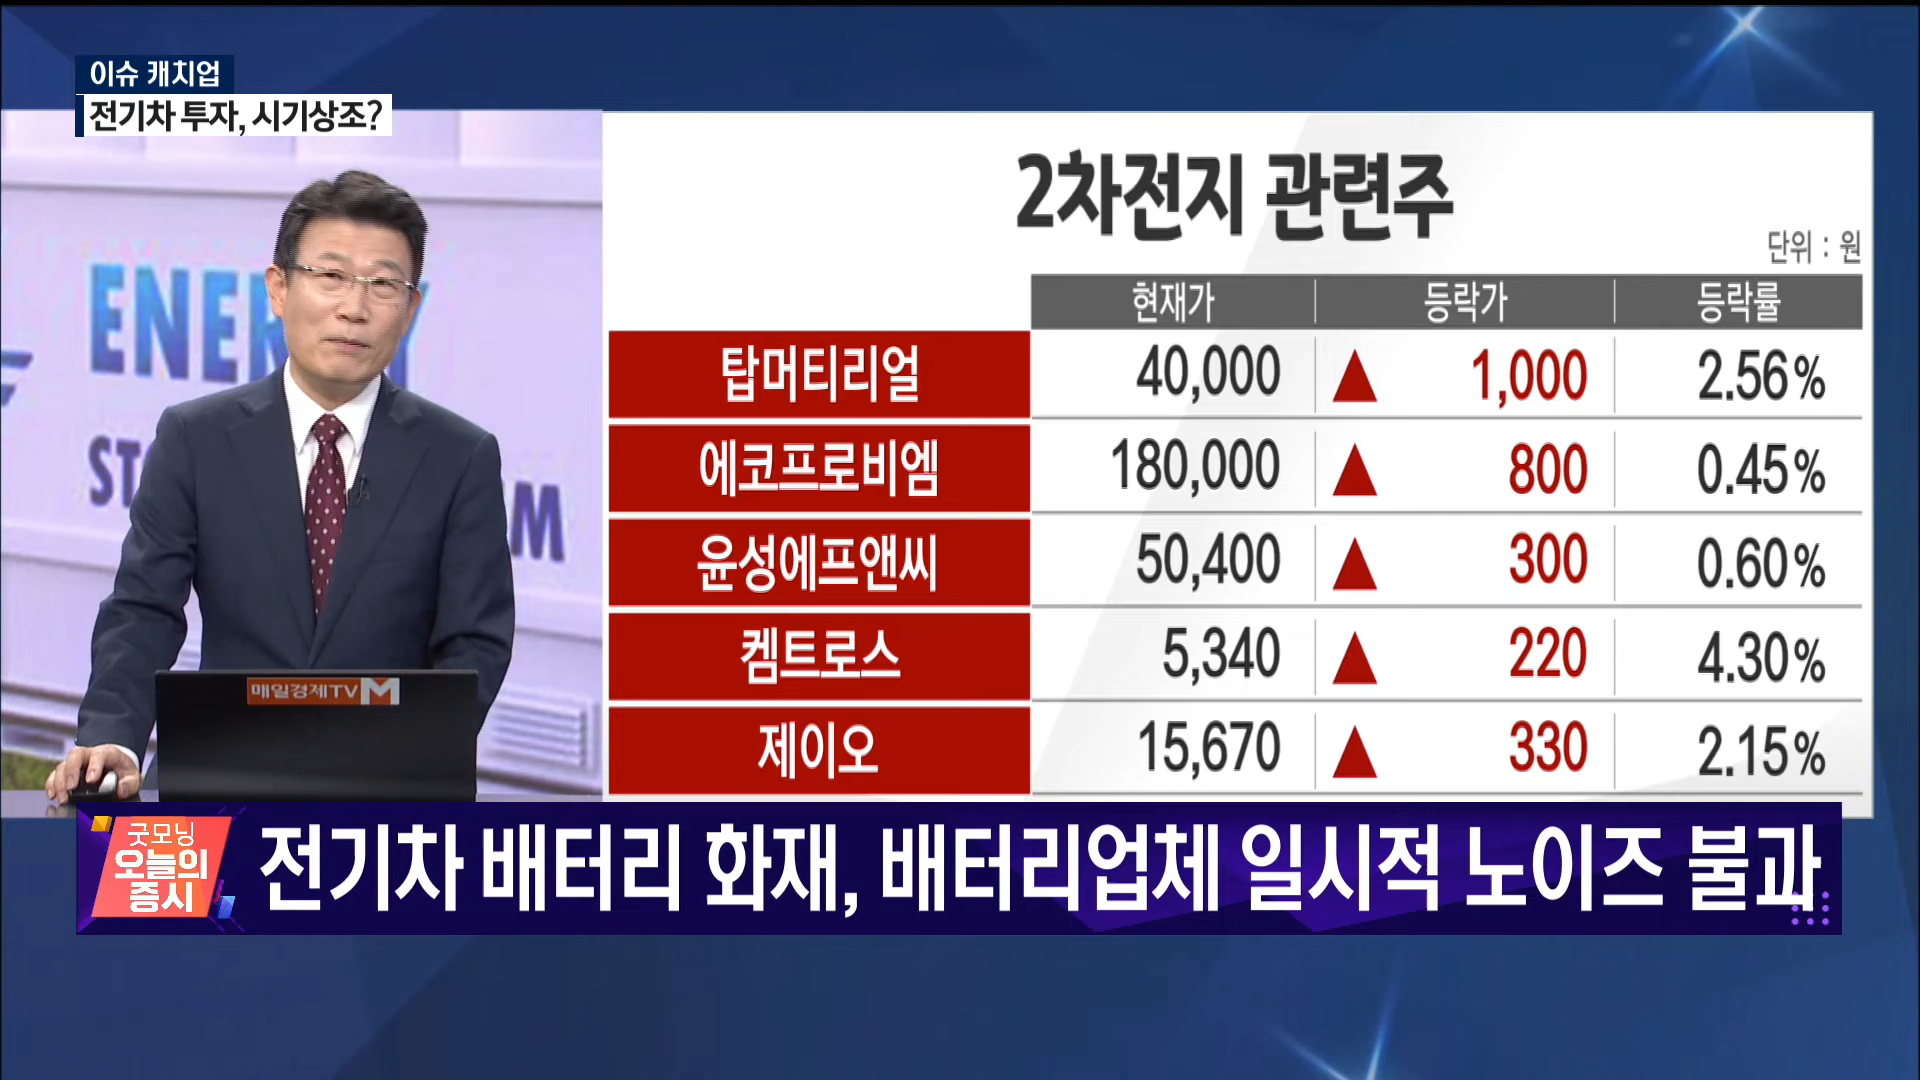 이슈 캐치업
전기차 투자, 시기상조?
ENERGY
2차전지 관련주
단위 : 원
현재가 등락가 등락률
탑머티리얼 40,000 ▲ 1,000 2.56%
에코프로비엠 180,000 ▲ 800 0.45%
윤성에프앤씨 50,400 ▲ 300 0.60%
켐트로스 5,340 ▲ 220 4.30%
제이오 15,670 ▲ 330 2.15%
매일경제TV M
굿모닝
오늘의
증시
전기차 배터리 화재, 배터리업체 일시적 노이즈 불과